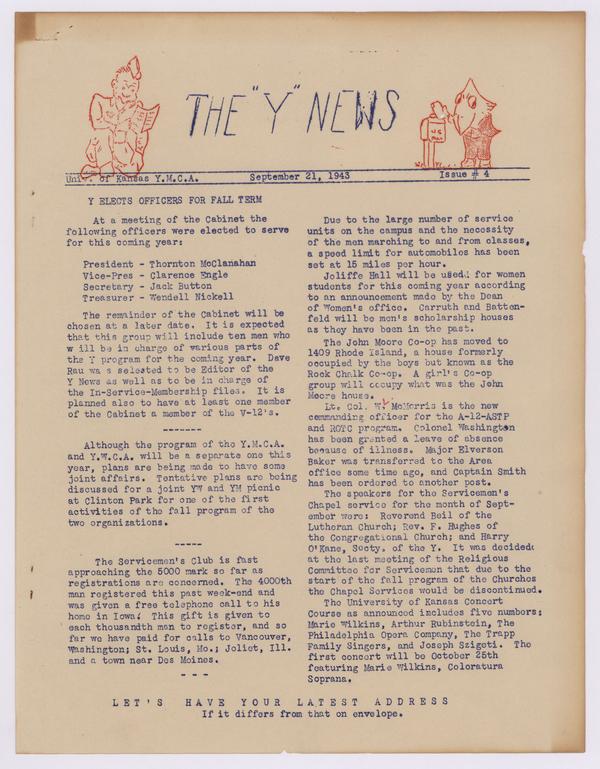 THE "Y" NEWS
U.S. MAIL
Univ. of Kansas Y.M.C.A. September 21, 1943 Issue # 4
Y ELECTS OFFICERS FOR FALL TERM
At a meeting of the Cabinet the
following officers were elected to serve
for this coming year:
President - Thornton McClanahan
Vice-Pres - Clarence Engle
Secretary - Jack Button
Treasurer - Wendell Nickell
The remainder of the Cabinet will be
chosen at a later date. It is expected
that this group will include ten men who
w ill be in charge of various parts of
the Y program for the coming year. Dave
Rau was selected to be Editor of the
Y News as well as to be in charge of
the In-Service-Membership files. It is
planned also to have at least one member
of the Cabinet a member of the V-12's.
-------
Although the program of the Y.M.C.A.
and Y.W.C.A. will be a separate one this
year, plans are being made to have some
joint affairs. Tentative plans are being
discussed for a joint YW and YM picnic
at Clinton Park for one of the first
activities of the fall program of the
two organizations.
-----
The Servicemen's Club is fast
approaching the 5000 mark so far as
registrations are concerned. The 4000th
man registered this past week-end and
was given a free telephone call to his
home in Iowa! This gift is given to
each thousandth man to register, and so
far we have paid for calls to Vancouver,
Washington; St. Louis, Mo.; Joliet, Ill.
and a town near Des Moines.
- - -
Due to the large number of service
units on the campus and the necessity
of the men marching to and from classes,
a speed limit for automobiles has been
set at 15 miles per hour.
Joliffe Hall will be used for women
students for this coming year according
to an announcement made by the Dean
of Women's office. Carruth and Batten-
feld will be men's scholarship houses
as they have been in the past.
The John Moore Co-op has moved to
1409 Rhode Island, a house formerly
occupied by the boys but known as the
Rock Chalk Co-op. A girl's Co-op
group will occupy what was the John
Moore house.
Lt. Col. W. McMorris is the new
commanding officer for the A-12-ASTP
and ROTC program. Colonel Washington
has been granted a leave of absence
because of illness. Major Elverson
Baker was transferred to the Area
office some time ago, and Captain Smith
has been ordered to another post.
The speakers for the Servicemen's
Chapel service for the month of Sept-
ember were: Reverend Beil of the
Lutheran Church; Rev. F. Hughes of
the Congregational Church; and Harry
O'Kane, Secty. of the Y. It was decided
at the last meeting of the Religious
Committee for Servicemen that due to the
start of the fall program of the Churches
the Chapel Services would be discontinued.
The University of Kansas Concert
Course as announced includes five numbers:
Marie Wilkins, Arthur Rubinstein, The
Philadelphia Opera Company, The Trapp
Family Singers, and Joseph Szigeti. The
first concert will be October 25th
featuring Marie Wilkins, Coloratura
Soprana.
LET'S HAVE YOUR LATEST ADDRESS
If it differs from that on envelope.